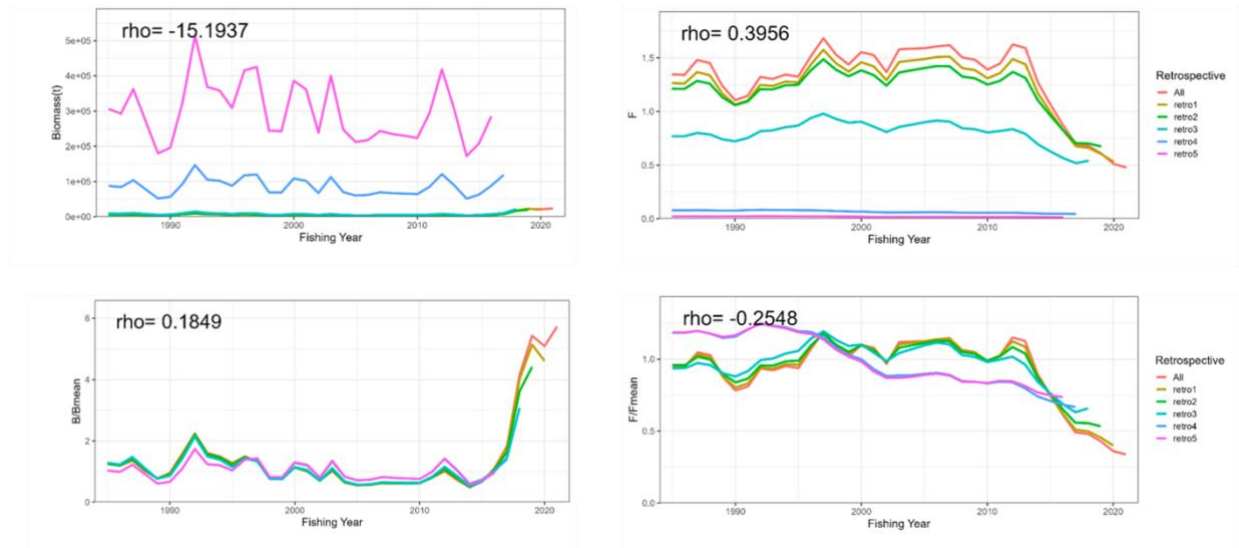 rho= -15.1937
Biomass(t)
5e+05
4e+05
3e+05
2e+05
1e+05
0e+00
1990
2000
2010
2020
Fishing Year
rho= 0.3956
F
1.5
1.0
0.5
0.0
1990
2000
2010
2020
Fishing Year
Retrospective
All
retro1
retro2
retro3
retro4
retro5
rho= 0.1849
B/Bmean
6
4
2
0
1990
2000
2010
2020
Fishing Year
rho= -0.2548
F/Fmean
1.0
0.5
0.0
1990
2000
2010
2020
Fishing Year
Retrospective
All
retro1
retro2
retro3
retro4
retro5